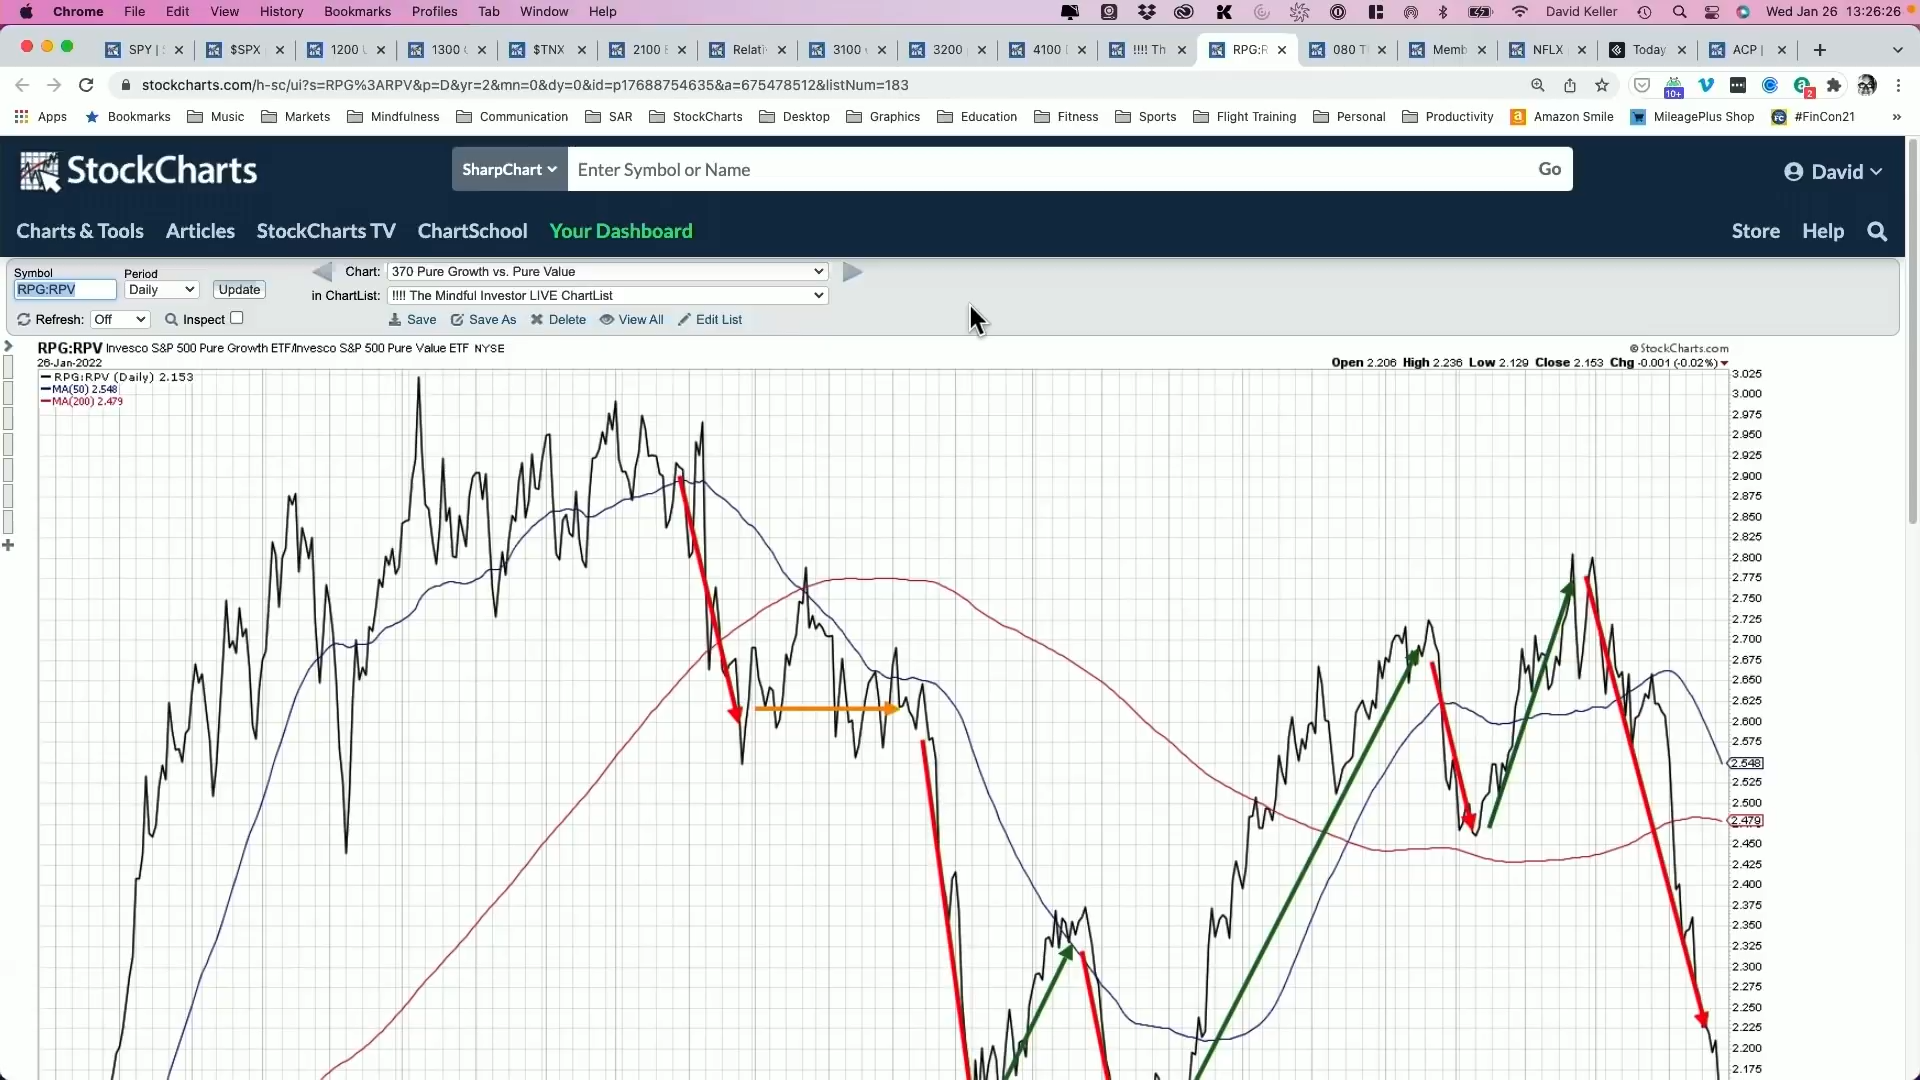 Chrome File Edit View History Bookmarks Profiles Tab Window Help David Keller Wed Jan 26 13:26:26
SPY | $SPX 1200 1300 $TNX 2100 Relati 3100 3200 4100 !!!! Th RPG:R 080 T Memb NFLX Today ACP |
stockcharts.com/h-sc/ui?s=RPG%3ARPV&p=D&yr=2&mn=0&dy=0&id=p17688754635&a=675478512&listNum=183 10+ 2
Apps Bookmarks Music Markets Mindfulness Communication SAR StockCharts Desktop Graphics Education Fitness Sports Flight Training Personal Productivity Amazon Smile MileagePlus Shop #FinCon21 »
StockCharts SharpChart Enter Symbol or Name Go David
Charts & Tools Articles StockCharts TV ChartSchool Your Dashboard Store Help
Symbol Period Chart: 370 Pure Growth vs. Pure Value
RPG:RPV Daily Update in ChartList: !!!! The Mindful Investor LIVE ChartList
Refresh: Off Inspect Save Save As Delete View All Edit List
RPG:RPV Invesco S&P 500 Pure Growth ETF/Invesco S&P 500 Pure Value ETF NYSE © StockCharts.com
26-Jan-2022 Open 2.206 High 2.236 Low 2.129 Close 2.153 Chg -0.001 (-0.02%)
RPG:RPV (Daily) 2.153
MA(50) 2.548
MA(200) 2.479
3.025
3.000
2.975
2.950
2.925
2.900
2.875
2.850
2.825
2.800
2.775
2.750
2.725
2.700
2.675
2.650
2.625
2.600
2.575
2.548
2.525
2.500
2.479
2.450
2.425
2.400
2.375
2.350
2.325
2.300
2.275
2.250
2.225
2.200
2.175